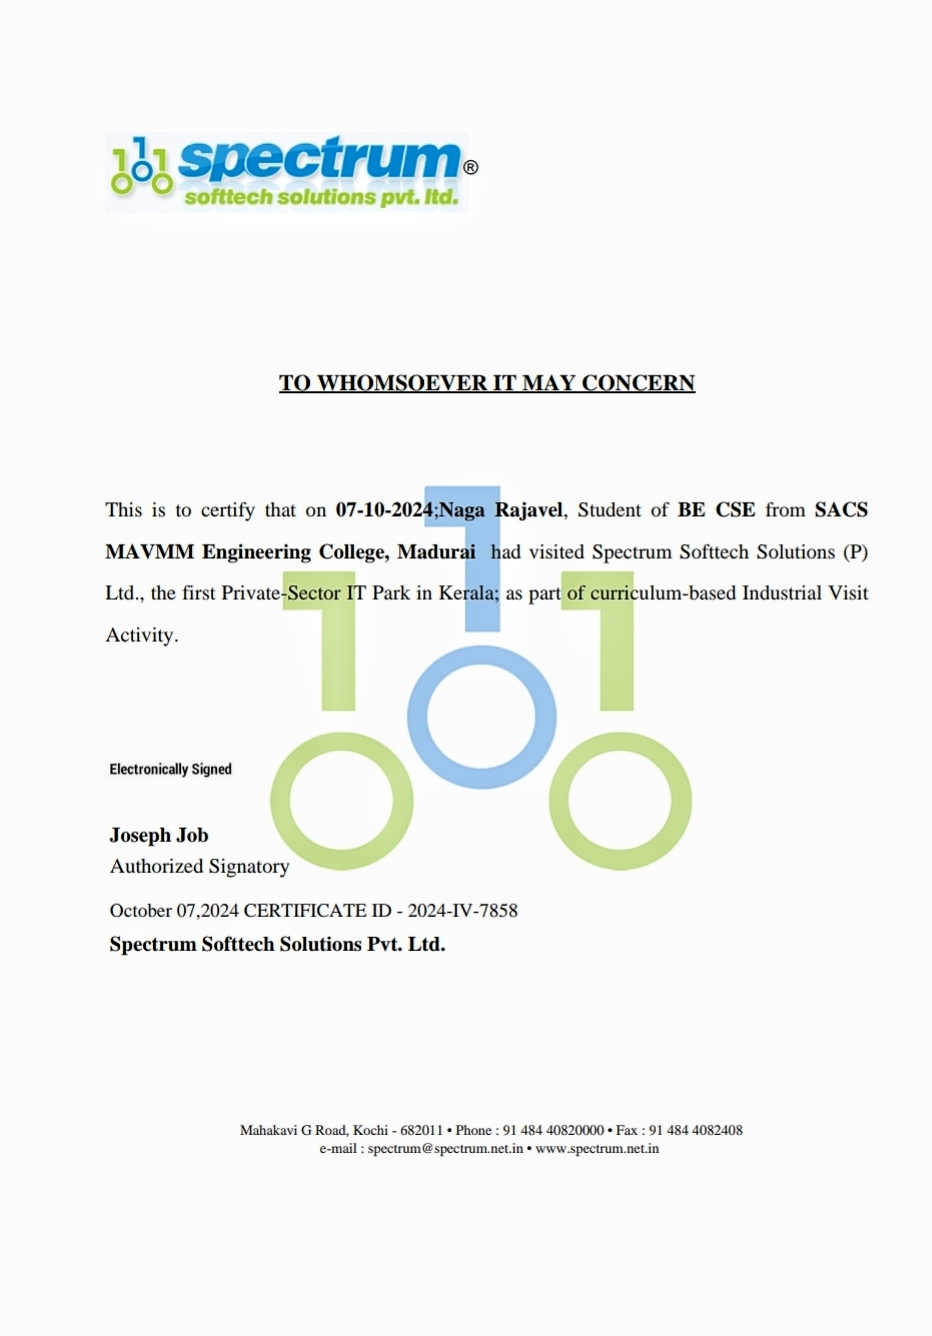 spectrum®
softtech solutions pvt. ltd.
TO WHOMSOEVER IT MAY CONCERN
This is to certify that on 07-10-2024;Naga Rajavel, Student of BE CSE from SACS
MAVMM Engineering College, Madurai had visited Spectrum Softtech Solutions (P)
Ltd., the first Private-Sector IT Park in Kerala; as part of curriculum-based Industrial Visit
Activity.
Electronically Signed
Joseph Job
Authorized Signatory
October 07,2024 CERTIFICATE ID - 2024-IV-7858
Spectrum Softtech Solutions Pvt. Ltd.
Mahakavi G Road, Kochi - 682011 • Phone : 91 484 40820000 • Fax : 91 484 4082408
e-mail : spectrum@spectrum.net.in • www.spectrum.net.in